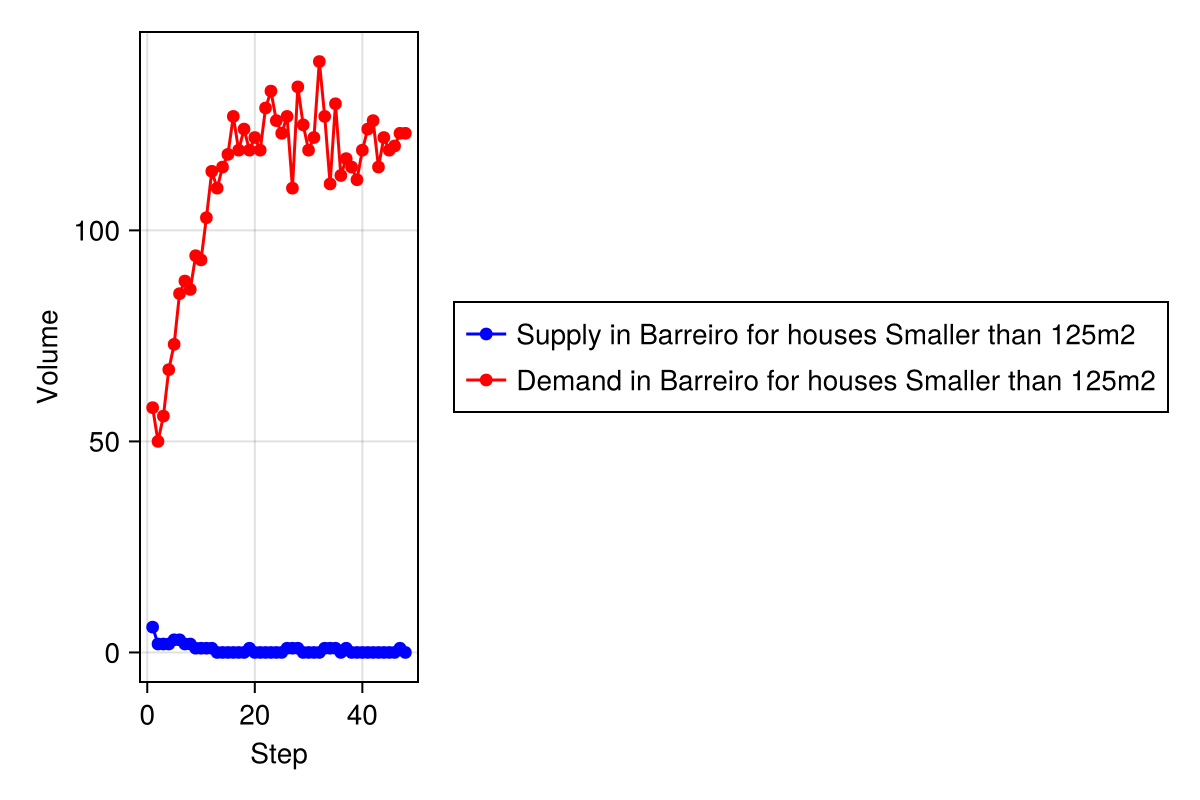 Volume
100
50
0
0 20 40
Step
Supply in Barreiro for houses Smaller than 125m2
Demand in Barreiro for houses Smaller than 125m2